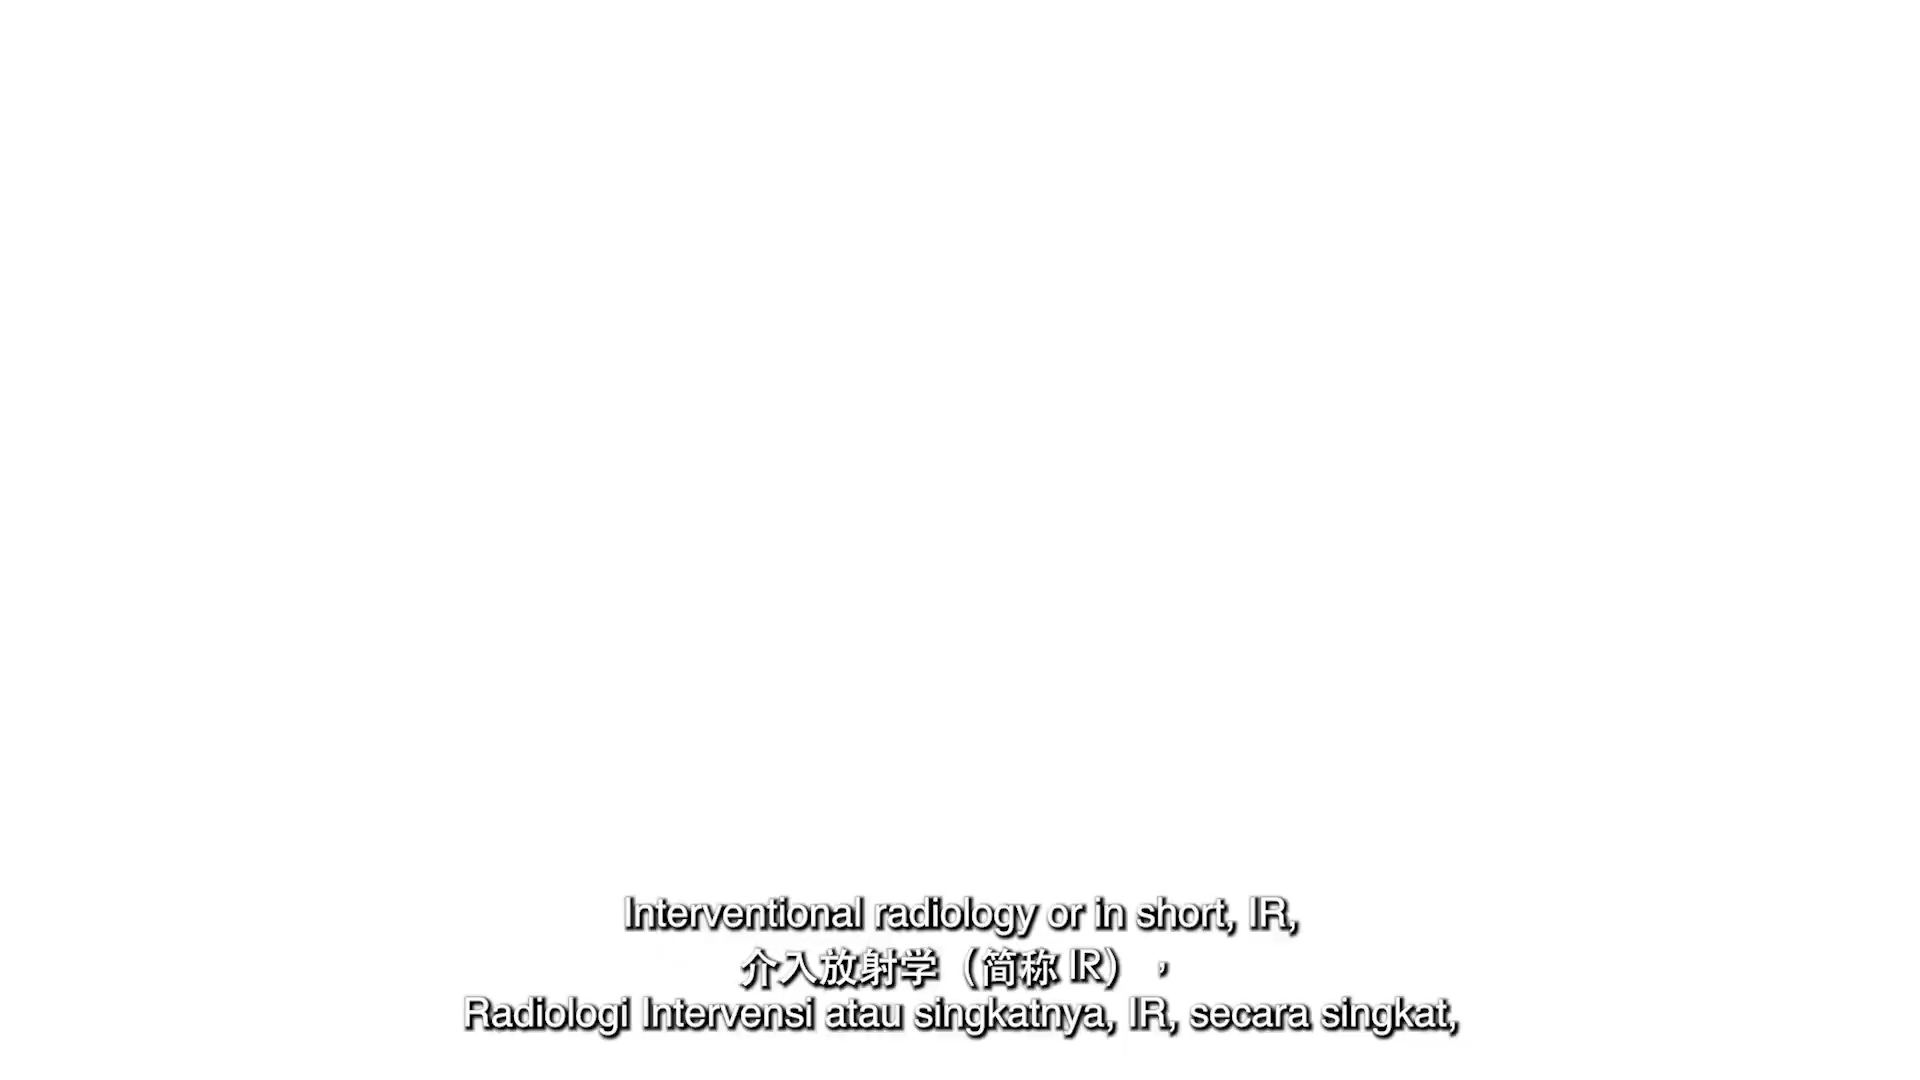 Interventional radiology or in short, IR,
介入放射学（简称 IR），
Radiologi Intervensi atau singkatnya, IR, secara singkat,